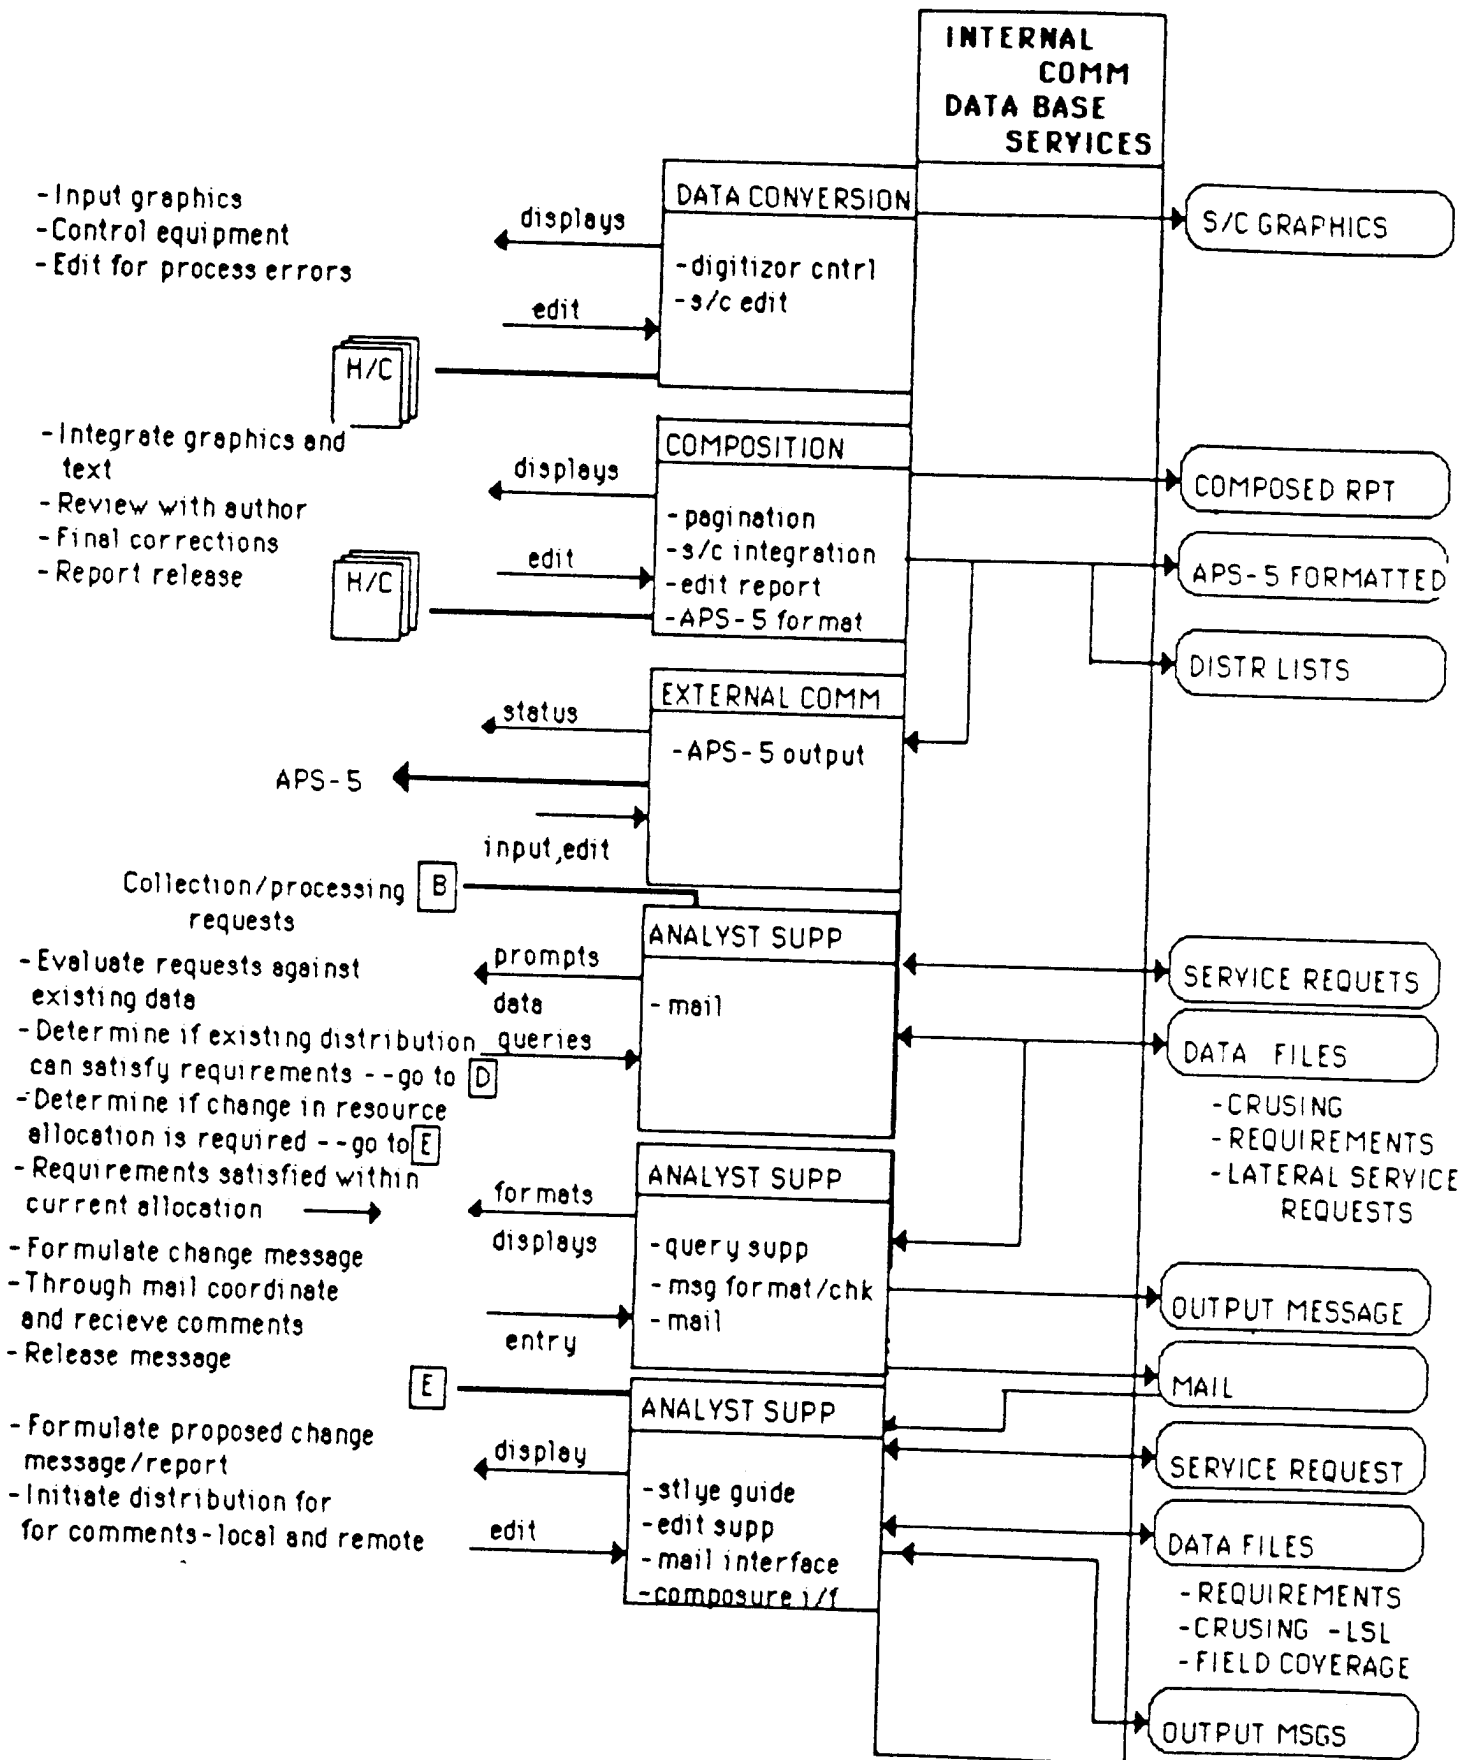 INTERNAL
COMM
DATA BASE
SERVICES
- Input graphics
- Control equipment
- Edit for process errors
displays
edit
H/C
DATA CONVERSION
- digitizor cntrl
- s/c edit
S/C GRAPHICS
- Integrate graphics and
text
- Review with author
- Final corrections
- Report release
displays
edit
H/C
COMPOSITION
- pagination
- s/c integration
- edit report
- APS-5 format
COMPOSED RPT
APS-5 FORMATTED
DISTR LISTS
status
APS-5
input,edit
EXTERNAL COMM
- APS-5 output
Collection/processing
requests
B
- Evaluate requests against
existing data
- Determine if existing distribution
can satisfy requirements --go to D
- Determine if change in resource
allocation is required --go to E
- Requirements satisfied within
current allocation
prompts
data
queries
ANALYST SUPP
- mail
SERVICE REQUETS
DATA FILES
- CRUSING
- REQUIREMENTS
- LATERAL SERVICE
REQUESTS
- Formulate change message
- Through mail coordinate
and recieve comments
- Release message
formats
displays
entry
ANALYST SUPP
- query supp
- msg format/chk
- mail
OUTPUT MESSAGE
MAIL
E
- Formulate proposed change
message/report
- Initiate distribution for
for comments - local and remote
display
edit
ANALYST SUPP
- stlye guide
- edit supp
- mail interface
- composure i/f
SERVICE REQUEST
DATA FILES
- REQUIREMENTS
- CRUSING - LSL
- FIELD COVERAGE
OUTPUT MSGS